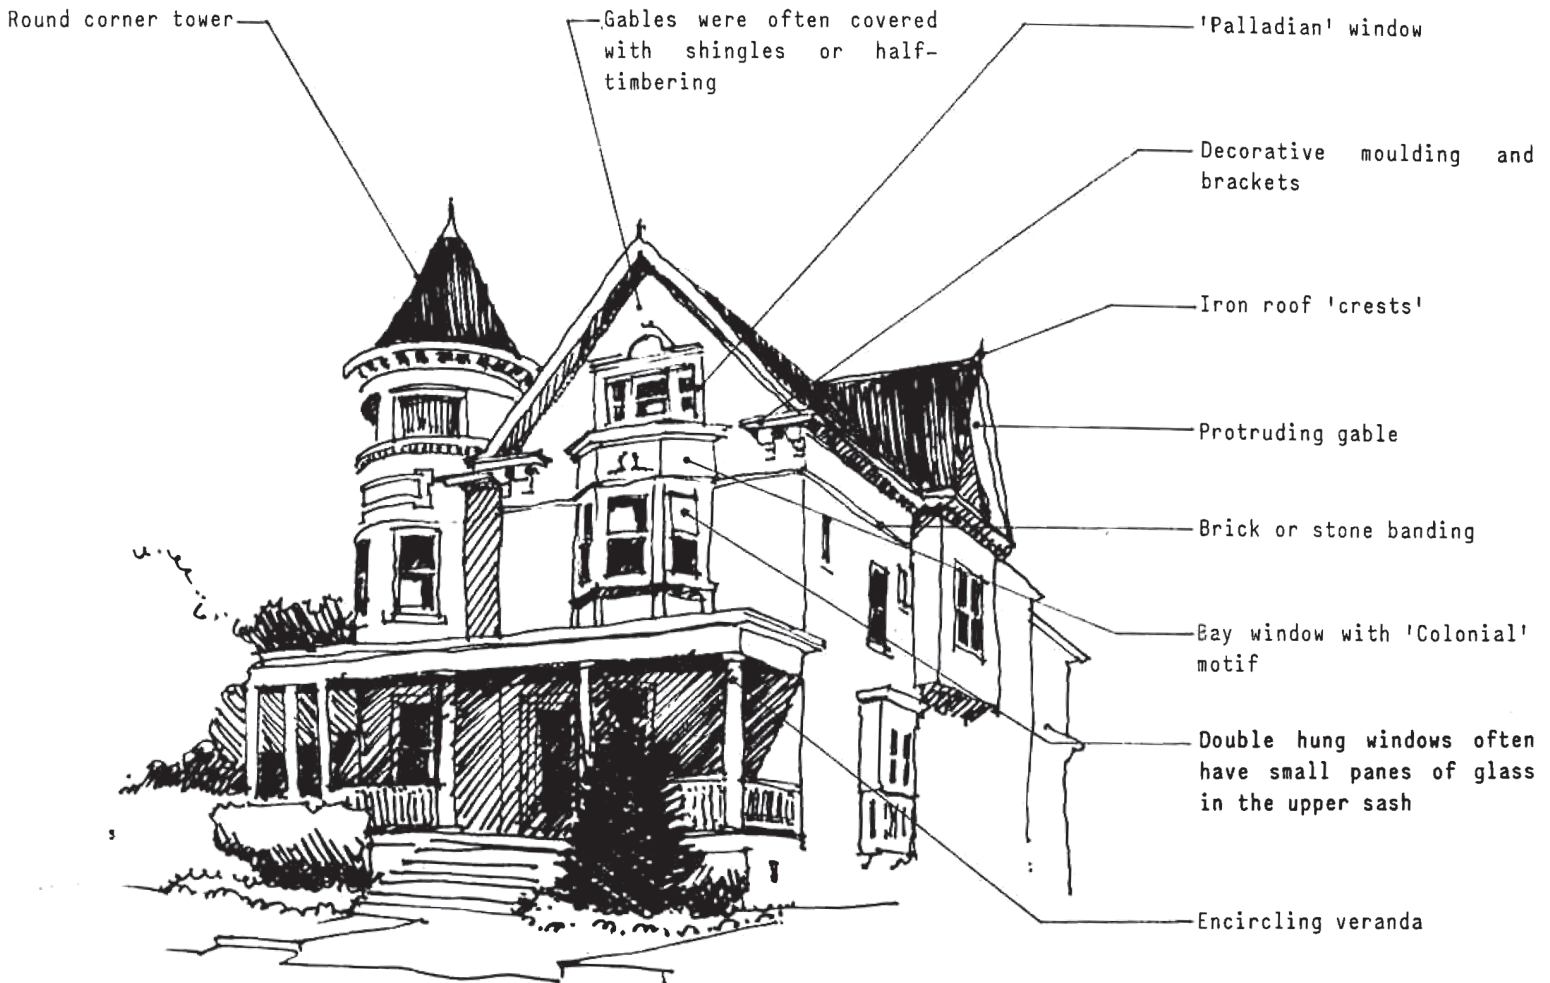 Round corner tower
Gables were often covered
with shingles or half-
timbering
'Palladian' window
Decorative moulding and
brackets
Iron roof 'crests'
Protruding gable
Brick or stone banding
Bay window with 'Colonial'
motif
Double hung windows often
have small panes of glass
in the upper sash
Encircling veranda